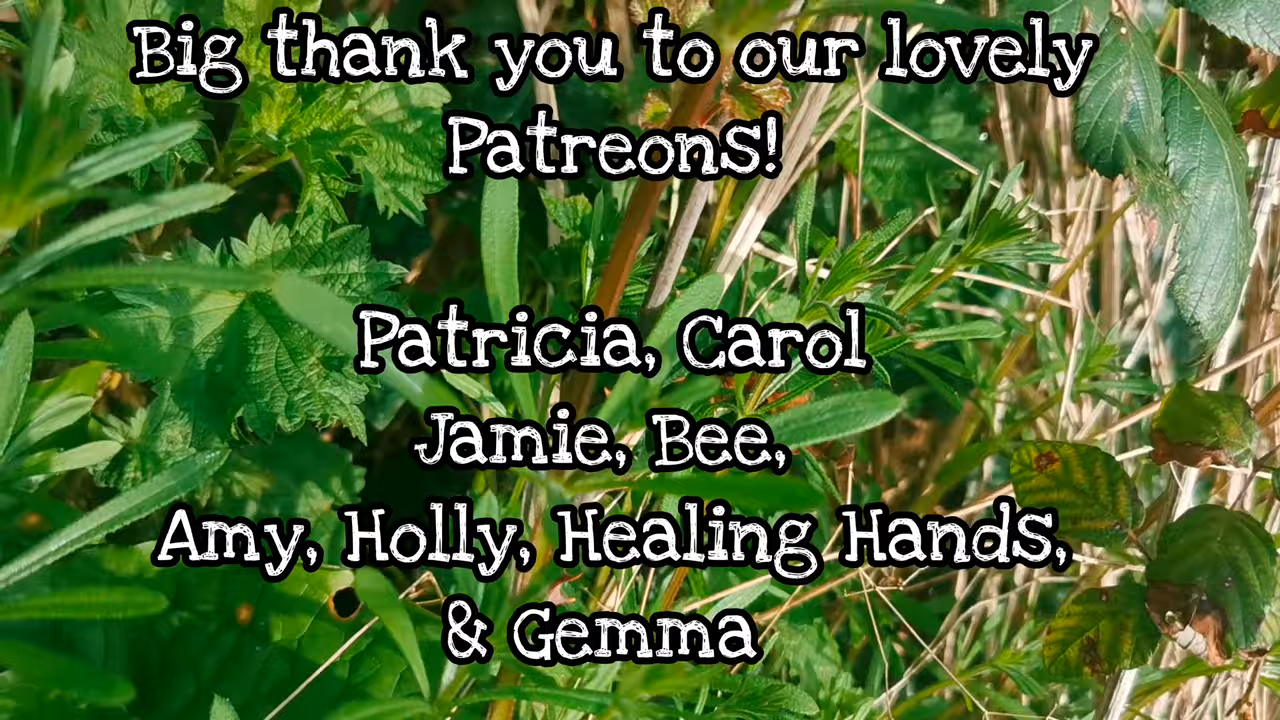 Big thank you to our lovely
Patreons!
Patricia, Carol
Jamie, Bee,
Amy, Holly, Healing Hands,
& Gemma